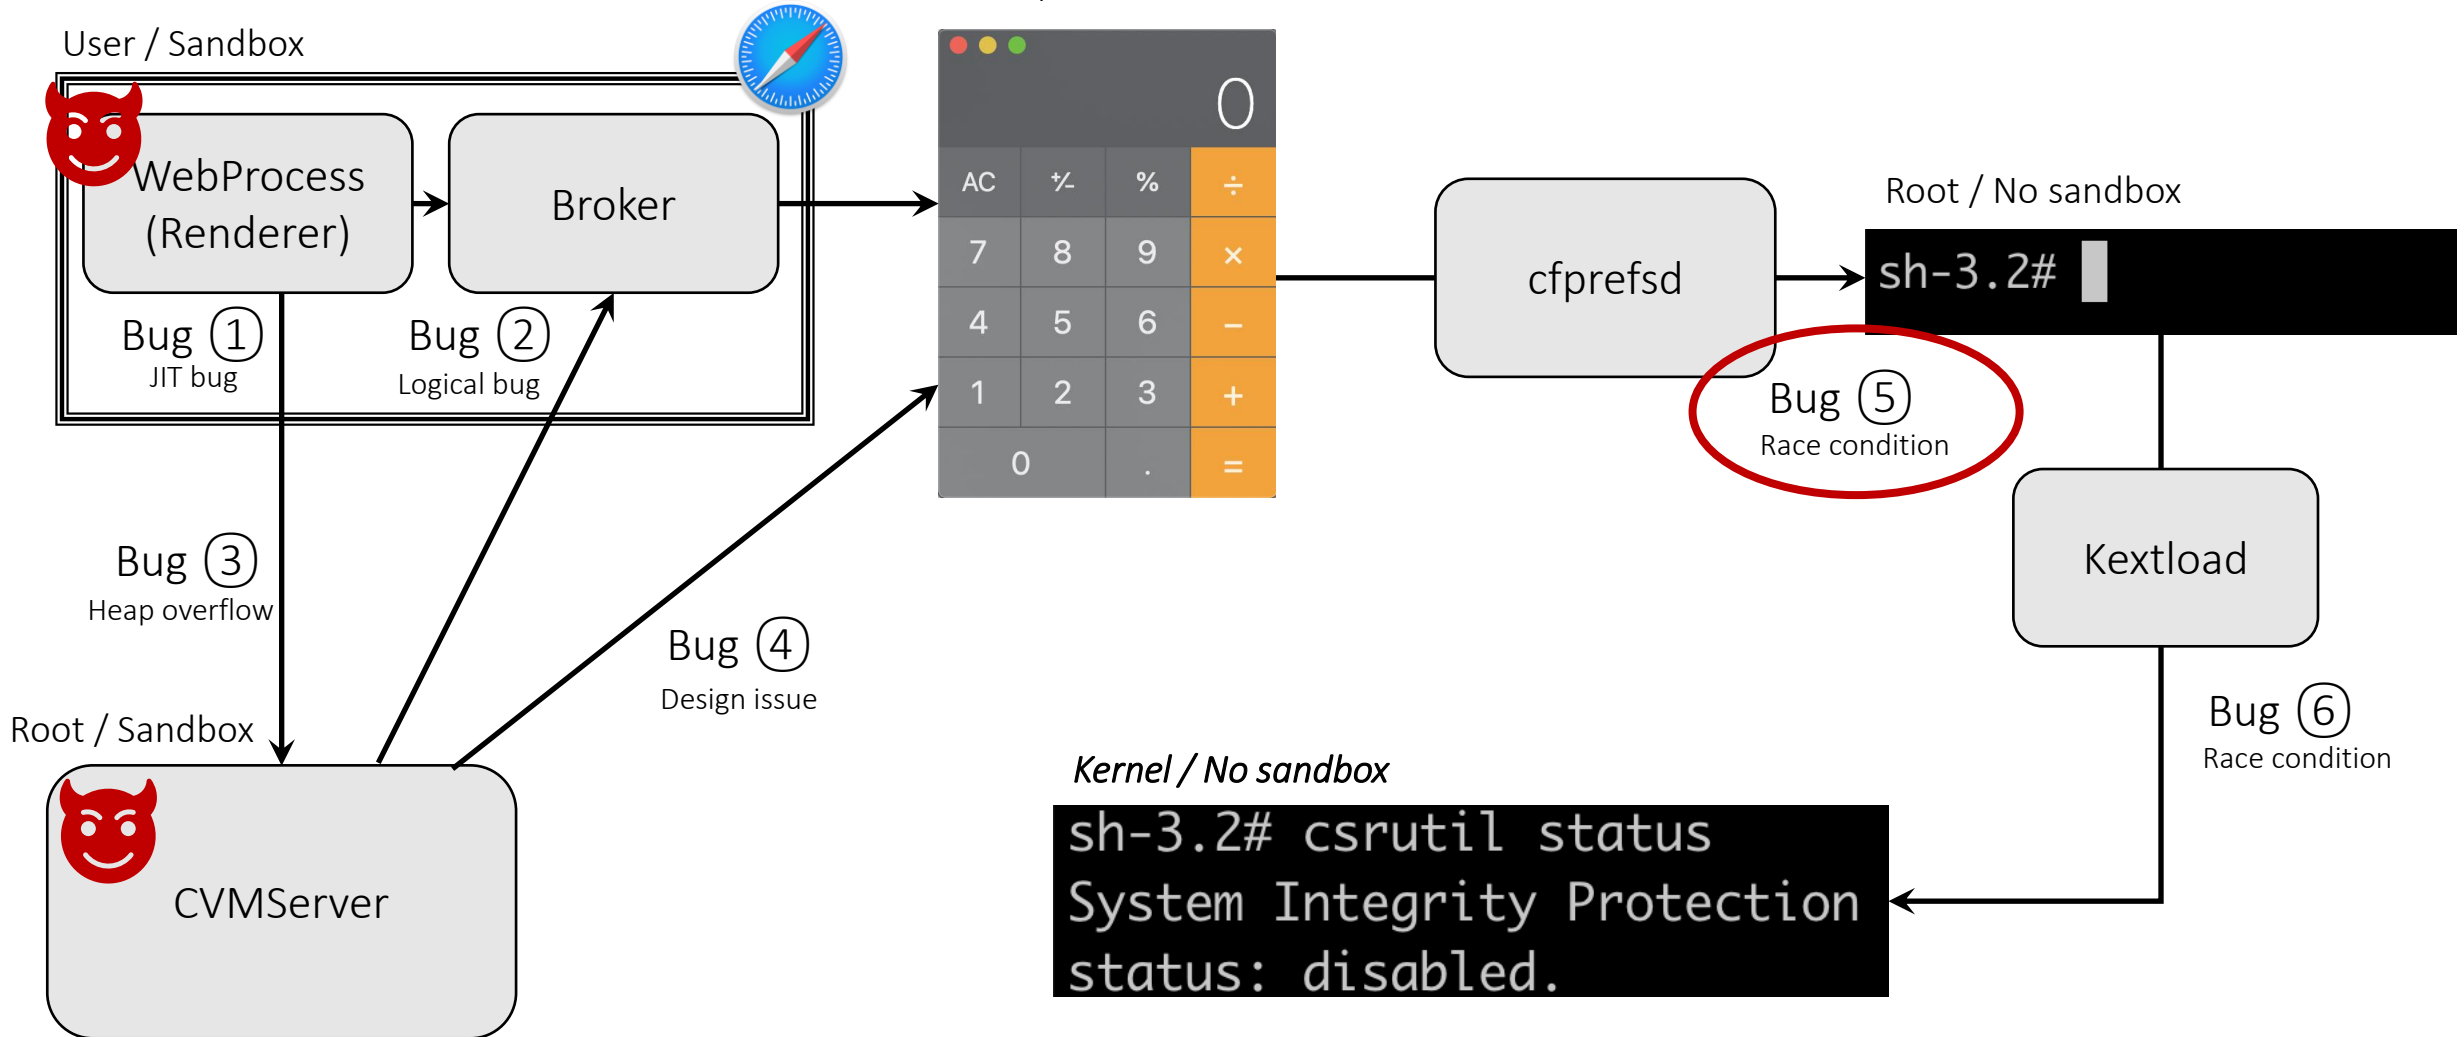 User / Sandbox
WebProcess
(Renderer)
Broker
Bug 1
JIT bug
Bug 2
Logical bug
0
AC +/- % ÷
7 8 9 ×
4 5 6 −
1 2 3 +
0 . =
cfprefsd
Root / No sandbox
sh-3.2#
Bug 5
Race condition
Kextload
Bug 3
Heap overflow
Bug 4
Design issue
Bug 6
Race condition
Root / Sandbox
CVMServer
Kernel / No sandbox
sh-3.2# csrutil status
System Integrity Protection
status: disabled.